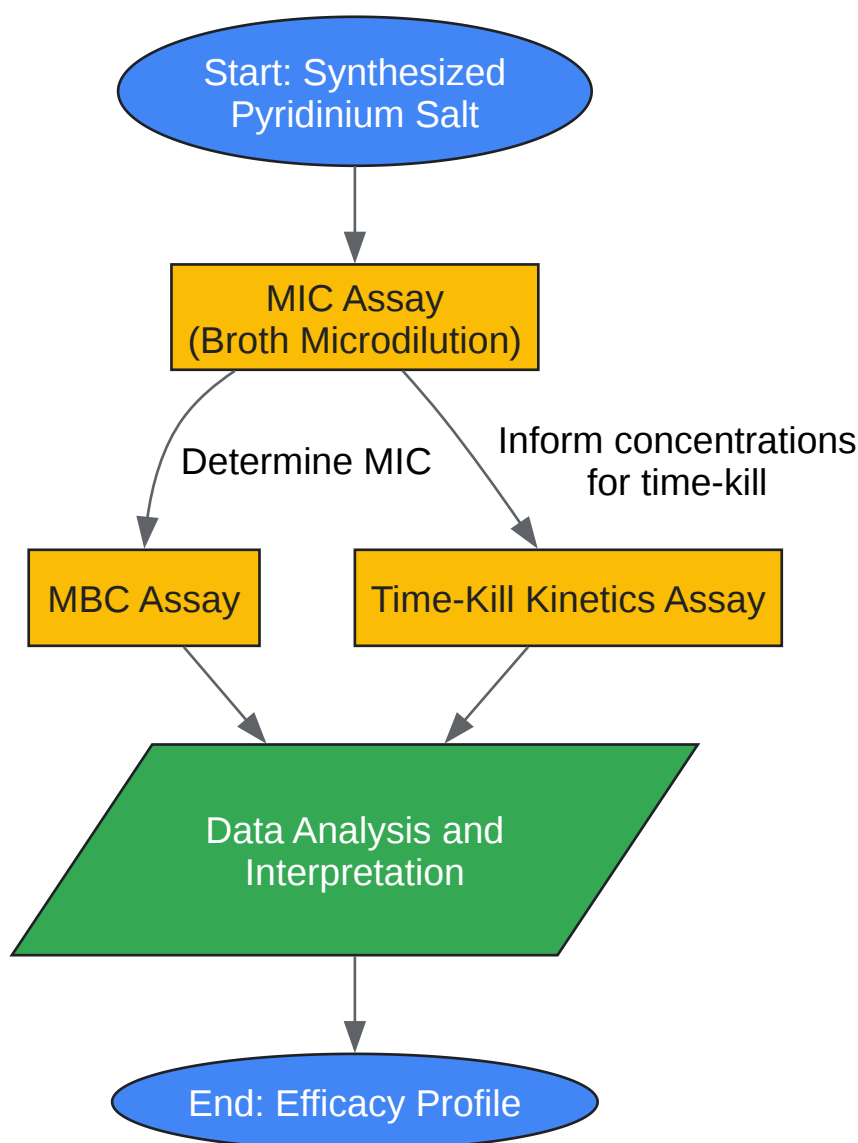 Start: Synthesized
Pyridinium Salt
MIC Assay
(Broth Microdilution)
Determine MIC
Inform concentrations
for time-kill
MBC Assay
Time-Kill Kinetics Assay
Data Analysis and
Interpretation
End: Efficacy Profile